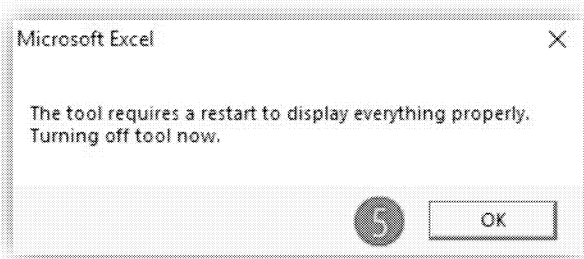 Microsoft Excel
The tool requires a restart to display everything properly.
Turning off tool now.
5
OK